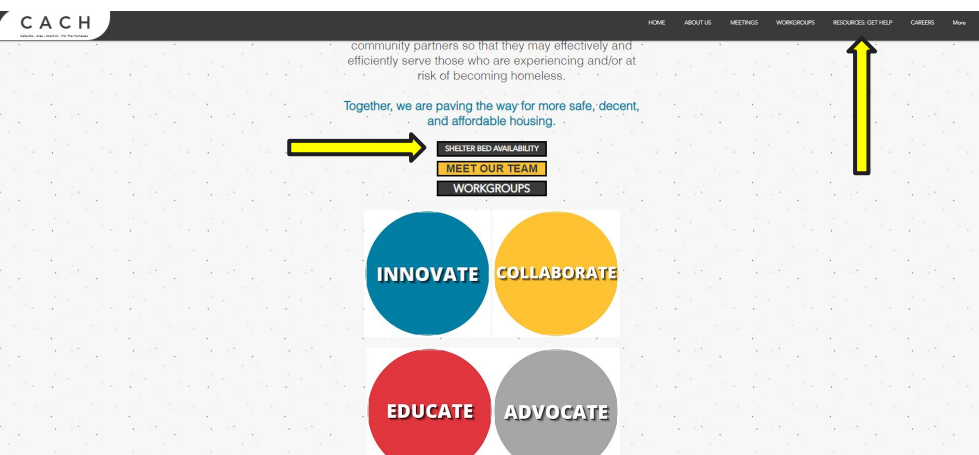 CACH
HOME ABOUT US MEETINGS WORKGROUPS RESOURCES: GET HELP CAREERS More
community partners so that they may effectively and
efficiently serve those who are experiencing and/or at
risk of becoming homeless.
Together, we are paving the way for more safe, decent,
and affordable housing.
SHELTER BED AVAILABILITY
MEET OUR TEAM
WORKGROUPS
INNOVATE COLLABORATE
EDUCATE ADVOCATE